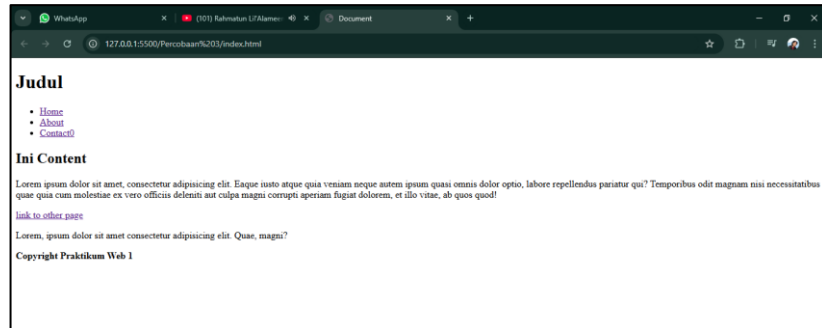 WhatsApp
(101) Rahmatun Lil'Alameen
Document
127.0.0.1:5500/Percobaan%203/index.html
Judul
Home
About
Contact0
Ini Content
Lorem ipsum dolor sit amet, consectetur adipisicing elit. Eaque iusto atque quia veniam neque autem ipsum quasi omnis dolor optio, labore repellendus pariatur qui? Temporibus odit magnam nisi necessitatibus
quae quia cum molestiae ex vero officiis deleniti aut culpa magni corrupti aperiam fugiat dolorem, et illo vitae, ab quos quod!
link to other page
Lorem, ipsum dolor sit amet consectetur adipisicing elit. Quae, magni?
Copyright Praktikum Web 1